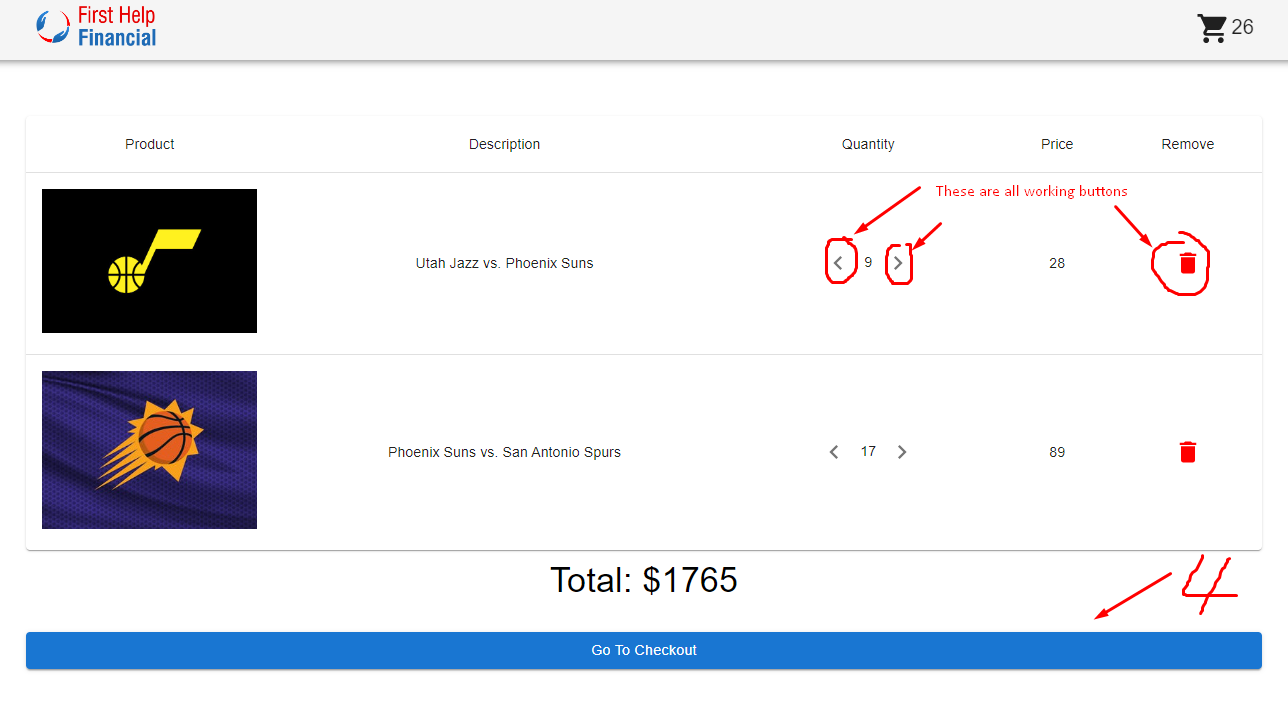 First Help
Financial
26
Product Description Quantity Price Remove
These are all working buttons
Utah Jazz vs. Phoenix Suns 9 28
Phoenix Suns vs. San Antonio Spurs 17 89
Total: $1765
4
Go To Checkout